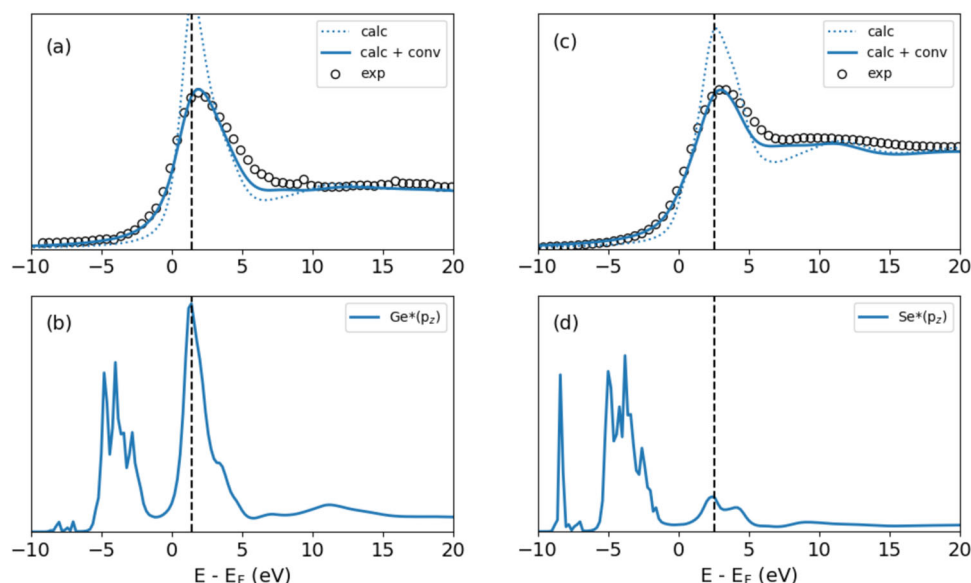 (a)
calc
calc + conv
exp
−10 −5 0 5 10 15 20
(c)
calc
calc + conv
exp
−10 −5 0 5 10 15 20
(b)
Ge*(pz)
−10 −5 0 5 10 15 20
E - EF (eV)
(d)
Se*(pz)
−10 −5 0 5 10 15 20
E - EF (eV)